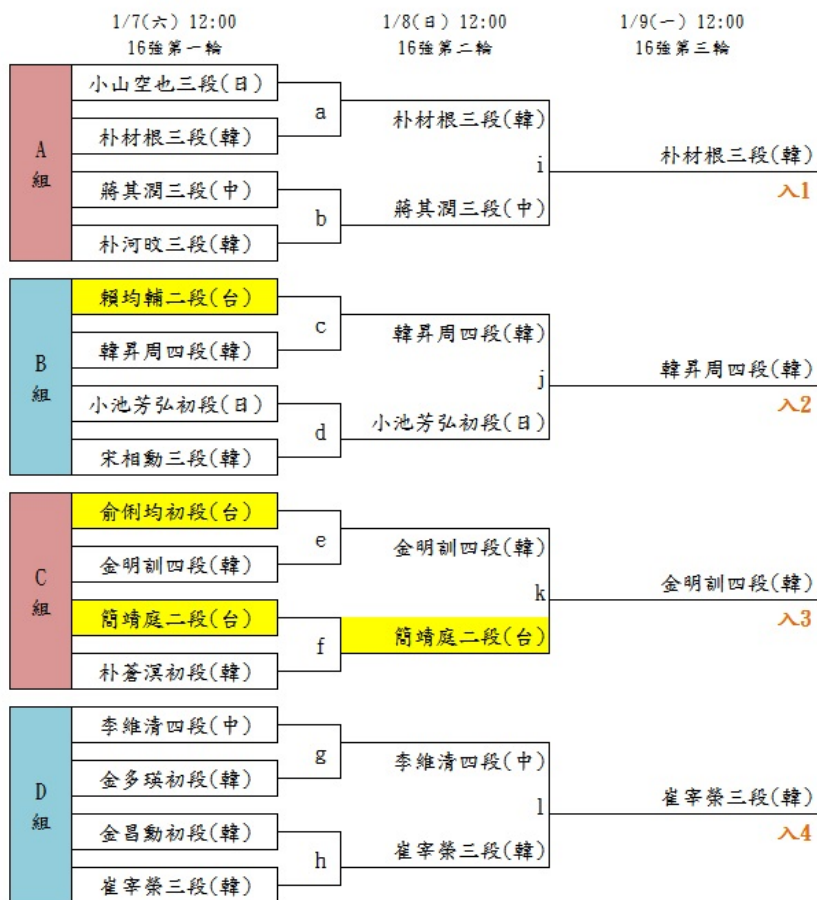 1/7(六) 12:00
16強第一輪
1/8(日) 12:00
16強第二輪
1/9(一) 12:00
16強第三輪
A
組
小山空也三段(日)
朴材根三段(韓)
蔣其潤三段(中)
朴河旼三段(韓)
a
b
朴材根三段(韓)
i
蔣其潤三段(中)
朴材根三段(韓)
入1
B
組
賴均輔二段(台)
韓昇周四段(韓)
小池芳弘初段(日)
宋相勳三段(韓)
c
d
韓昇周四段(韓)
j
小池芳弘初段(日)
韓昇周四段(韓)
入2
C
組
俞俐均初段(台)
金明訓四段(韓)
簡靖庭二段(台)
朴蒼溟初段(韓)
e
f
金明訓四段(韓)
k
簡靖庭二段(台)
金明訓四段(韓)
入3
D
組
李維清四段(中)
金多瑛初段(韓)
金昌勳初段(韓)
崔宰榮三段(韓)
g
h
李維清四段(中)
l
崔宰榮三段(韓)
崔宰榮三段(韓)
入4